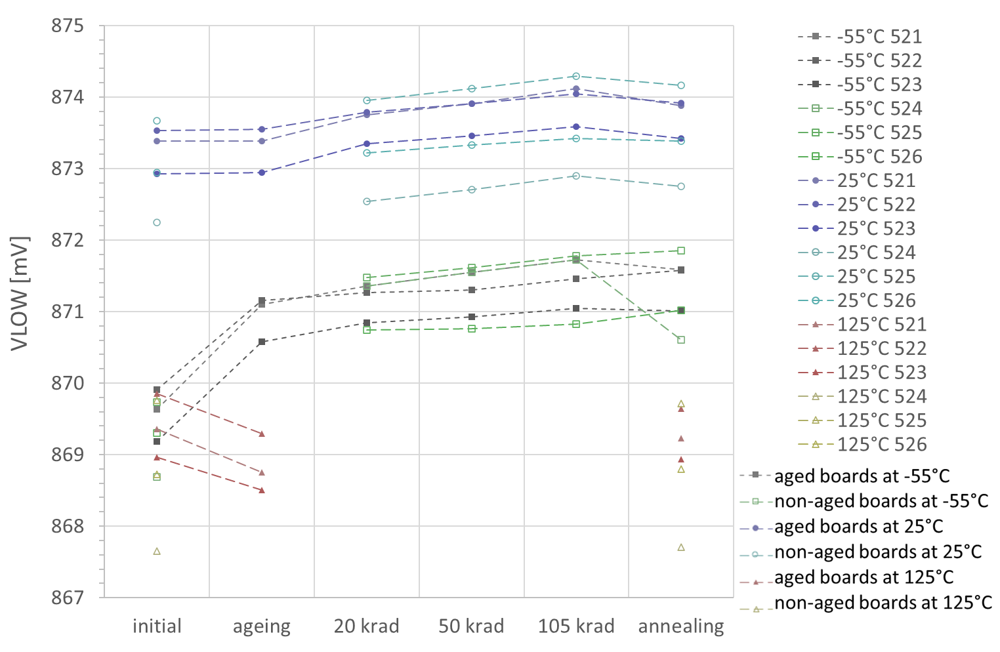 875
874
873
872
871
870
869
868
867
VLOW [mV]
initial
ageing
20 krad
50 krad
105 krad
annealing
-55°C 521
-55°C 522
-55°C 523
-55°C 524
-55°C 525
-55°C 526
25°C 521
25°C 522
25°C 523
25°C 524
25°C 525
25°C 526
125°C 521
125°C 522
125°C 523
125°C 524
125°C 525
125°C 526
aged boards at -55°C
non-aged boards at -55°C
aged boards at 25°C
non-aged boards at 25°C
aged boards at 125°C
non-aged boards at 125°C